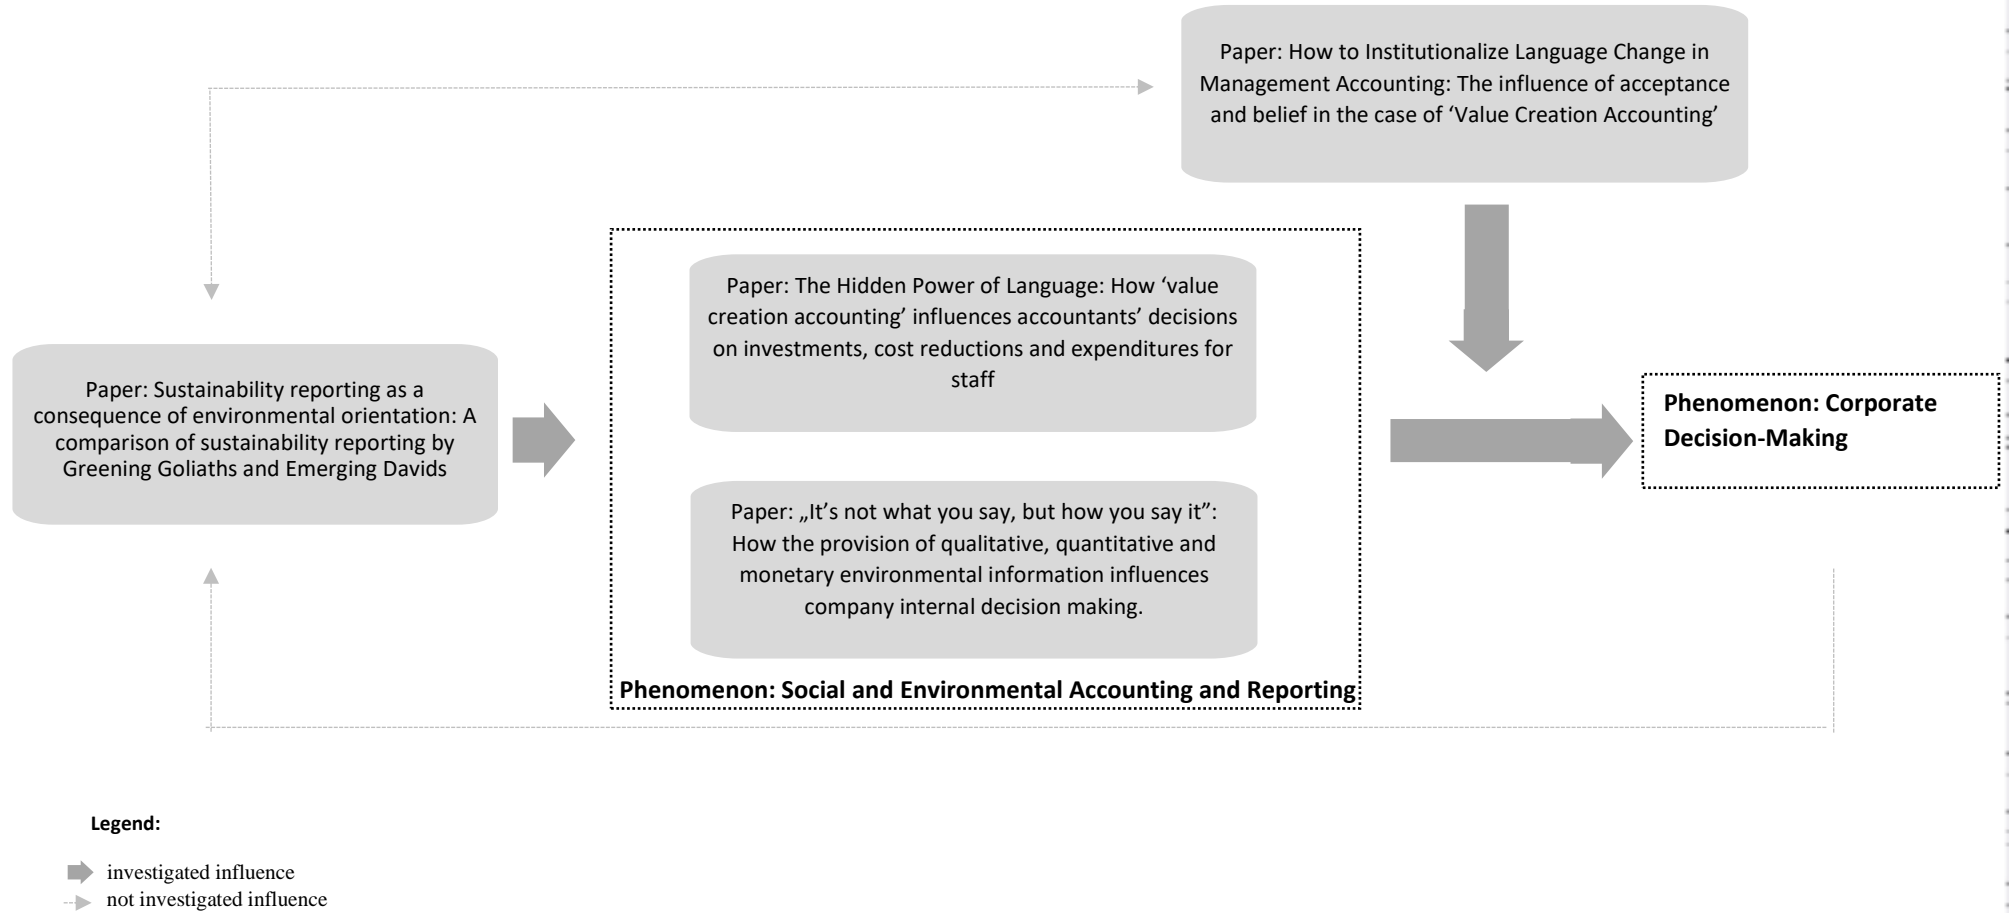 Paper: How to Institutionalize Language Change in
Management Accounting: The influence of acceptance
and belief in the case of ‘Value Creation Accounting’
Paper: The Hidden Power of Language: How ‘value
creation accounting’ influences accountants’ decisions
on investments, cost reductions and expenditures for
staff
Paper: Sustainability reporting as a
consequence of environmental orientation: A
comparison of sustainability reporting by
Greening Goliaths and Emerging Davids
Phenomenon: Corporate
Decision-Making
Paper: „It’s not what you say, but how you say it”:
How the provision of qualitative, quantitative and
monetary environmental information influences
company internal decision making.
Phenomenon: Social and Environmental Accounting and Reporting
Legend:
investigated influence
not investigated influence